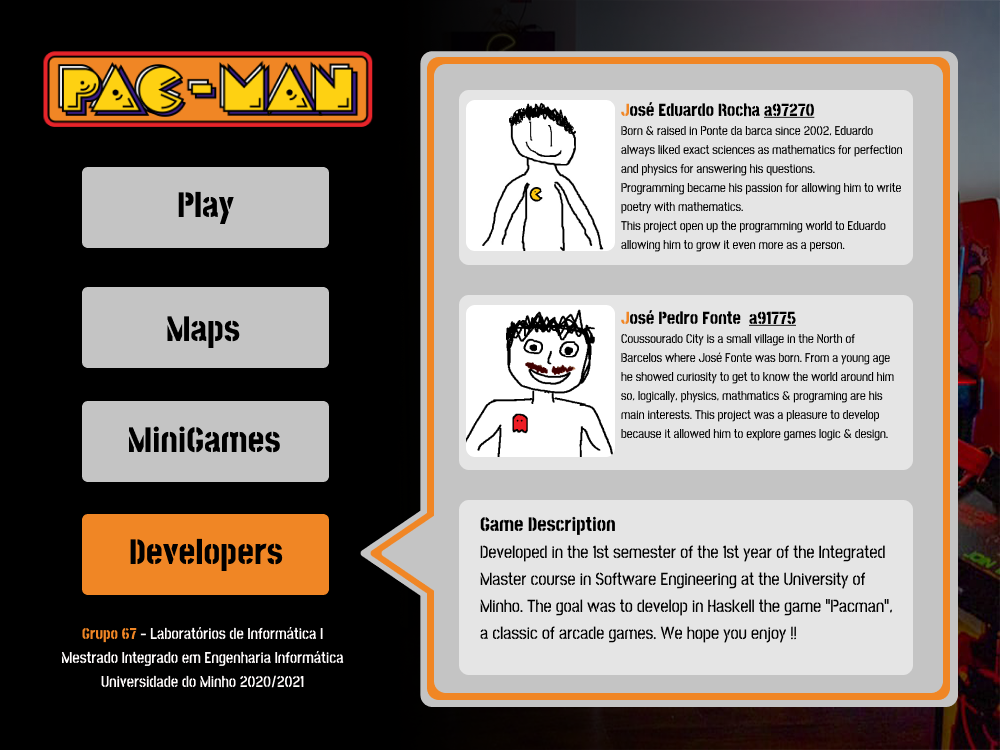 PAC-MAN
Play
Maps
MiniGames
Developers
Grupo 67 - Laboratórios de Informática I
Mestrado Integrado em Engenharia Informática
Universidade do Minho 2020/2021
José Eduardo Rocha a97270
Born & raised in Ponte da barca since 2002, Eduardo
always liked exact sciences as mathematics for perfection
and physics for answering his questions.
Programming became his passion for allowing him to write
poetry with mathematics.
This project open up the programming world to Eduardo
allowing him to grow it even more as a person.
José Pedro Fonte a91775
Coussourado City is a small village in the North of
Barcelos where José Fonte was born. From a young age
he showed curiosity to get to know the world around him
so, logically, physics, mathmatics & programing are his
main interests. This project was a pleasure to develop
because it allowed him to explore games logic & design.
Game Description
Developed in the 1st semester of the 1st year of the Integrated
Master course in Software Engineering at the University of
Minho. The goal was to develop in Haskell the game "Pacman",
a classic of arcade games. We hope you enjoy !!